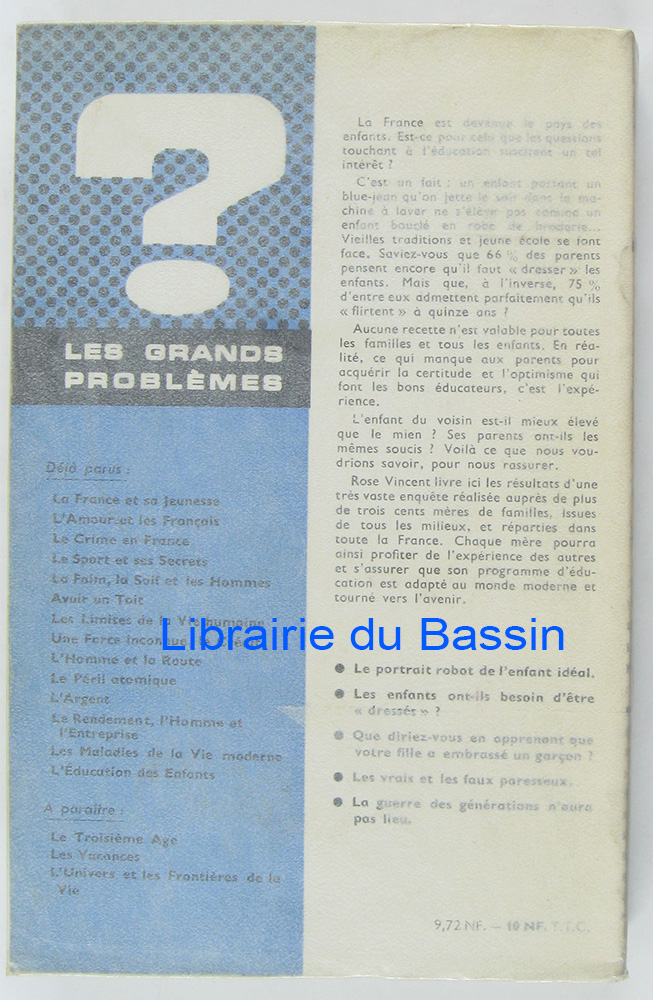 ?
LES GRANDS
PROBLÈMES
Déjà parus :
La France et sa Jeunesse
L'Amour et les Français
Le Crime en France
Le Sport et ses Secrets
La Faim, la Soif et les Hommes
Avoir un Toit
Les Limites de la Vie humaine
Une Force inconnue
L'Homme et la Route
Le Péril atomique
L'Argent
Le Rendement, l'Homme et
l'Entreprise
Les Maladies de la Vie moderne
L'Éducation des Enfants
A paraître :
Le Troisième Age
Les Vacances
L'Univers et les Frontières de la
Vie
La France est devenue le pays des
enfants. Est-ce pour cela que les questions
touchant à l'éducation suscitent un tel
intérêt ?
C'est un fait : un enfant portant un
blue-jean qu'on jette le soir dans la ma-
chine à laver ne s'élève pas comme un
enfant bouclé en robe de broderie...
Vieilles traditions et jeune école se font
face. Saviez-vous que 66 % des parents
pensent encore qu'il faut « dresser » les
enfants. Mais que, à l'inverse, 75 %
d'entre eux admettent parfaitement qu'ils
« flirtent » à quinze ans ?
Aucune recette n'est valable pour toutes
les familles et tous les enfants. En réa-
lité, ce qui manque aux parents pour
acquérir la certitude et l'optimisme qui
font les bons éducateurs, c'est l'expé-
rience.
L'enfant du voisin est-il mieux élevé
que le mien ? Ses parents ont-ils les
mêmes soucis ? Voilà ce que nous vou-
drions savoir, pour nous rassurer.
Rose Vincent livre ici les résultats d'une
très vaste enquête réalisée auprès de plus
de trois cents mères de familles, issues
de tous les milieux, et réparties dans
toute la France. Chaque mère pourra
ainsi profiter de l'expérience des autres
et s'assurer que son programme d'édu-
cation est adapté au monde moderne et
tourné vers l'avenir.
Librairie du Bassin
● Le portrait robot de l'enfant idéal.
● Les enfants ont-ils besoin d'être
« dressés » ?
● Que diriez-vous en apprenant que
votre fille a embrassé un garçon ?
● Les vrais et les faux paresseux.
● La guerre des générations n'aura
pas lieu.
9,72 NF. — 10 NF. T.T.C.